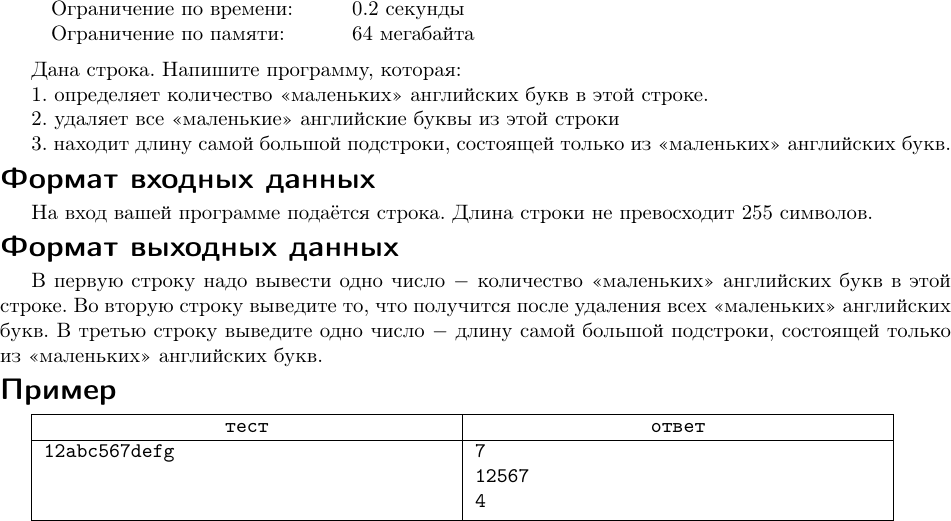 Ограничение по времени: 0.2 секунды
Ограничение по памяти: 64 мегабайта
Дана строка. Напишите программу, которая:
1. определяет количество «маленьких» английских букв в этой строке.
2. удаляет все «маленькие» английские буквы из этой строки
3. находит длину самой большой подстроки, состоящей только из «маленьких» английских букв.
Формат входных данных
На вход вашей программе подаётся строка. Длина строки не превосходит 255 символов.
Формат выходных данных
В первую строку надо вывести одно число – количество «маленьких» английских букв в этой
строке. Во вторую строку выведите то, что получится после удаления всех «маленьких» английских
букв. В третью строку выведите одно число – длину самой большой подстроки, состоящей только
из «маленьких» английских букв.
Пример
тест ответ
12abc567defg 7
12567
4